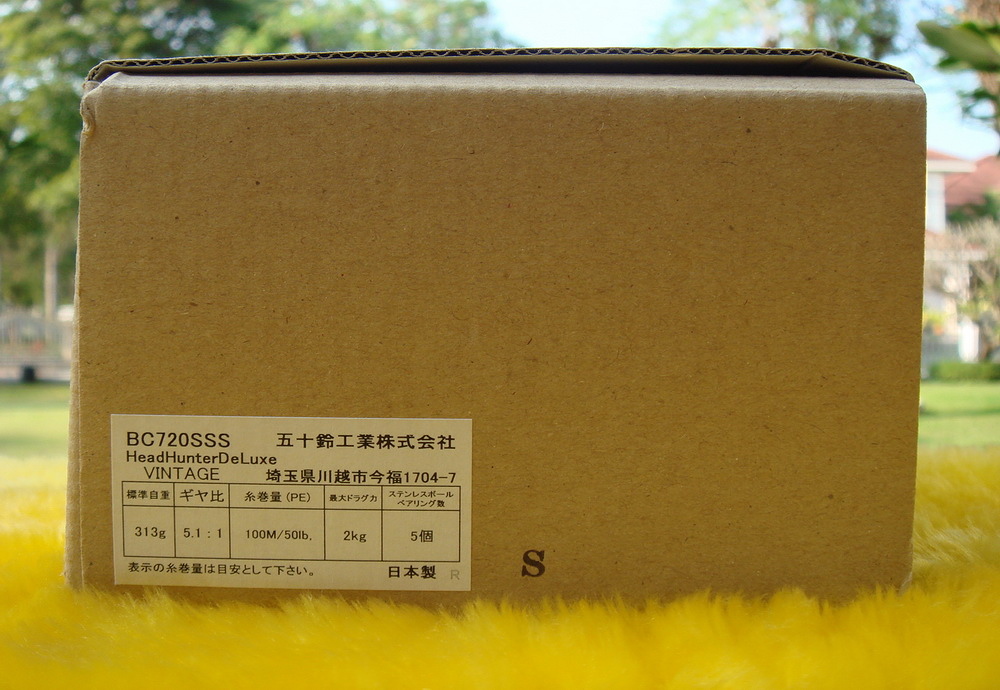 BC720SSS 五十鈴工業株式会社
HeadHunterDeLuxe
VINTAGE 埼玉県川越市今福1704-7
標準自重 ギヤ比 糸巻量(PE) 最大ドラグ力 ステンレスボール
ベアリング数
313g 5.1:1 100M/50lb. 2kg 5個
表示の糸巻量は目安として下さい。 日本製 R
S